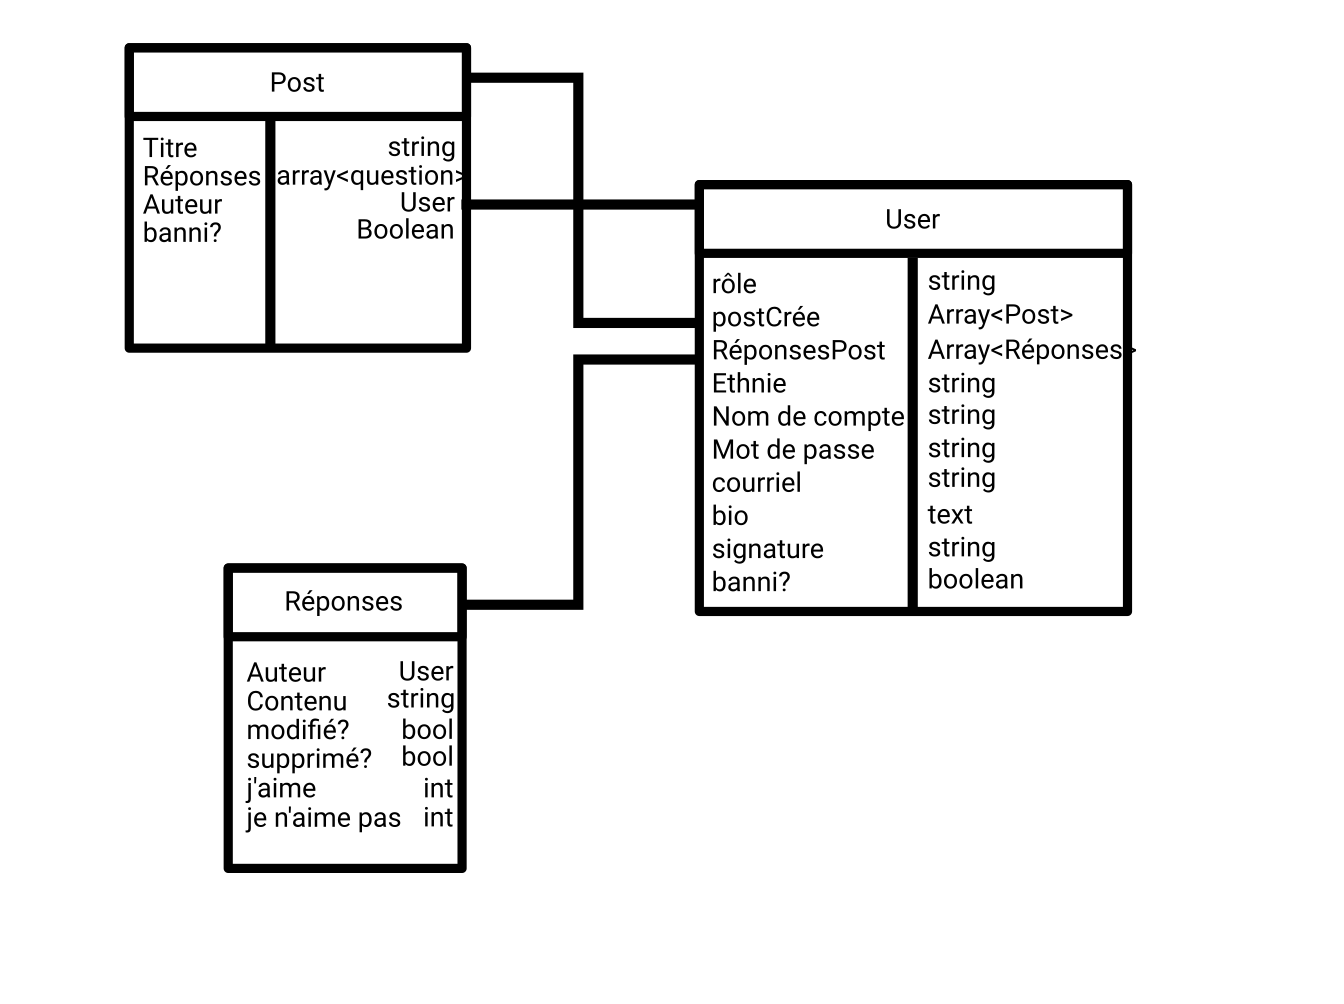 Post
Titre string
Réponses array<question>
Auteur User
banni? Boolean
User
rôle string
postCrée Array<Post>
RéponsesPost Array<Réponses>
Ethnie string
Nom de compte string
Mot de passe string
courriel string
bio text
signature string
banni? boolean
Réponses
Auteur User
Contenu string
modifié? bool
supprimé? bool
j'aime int
je n'aime pas int